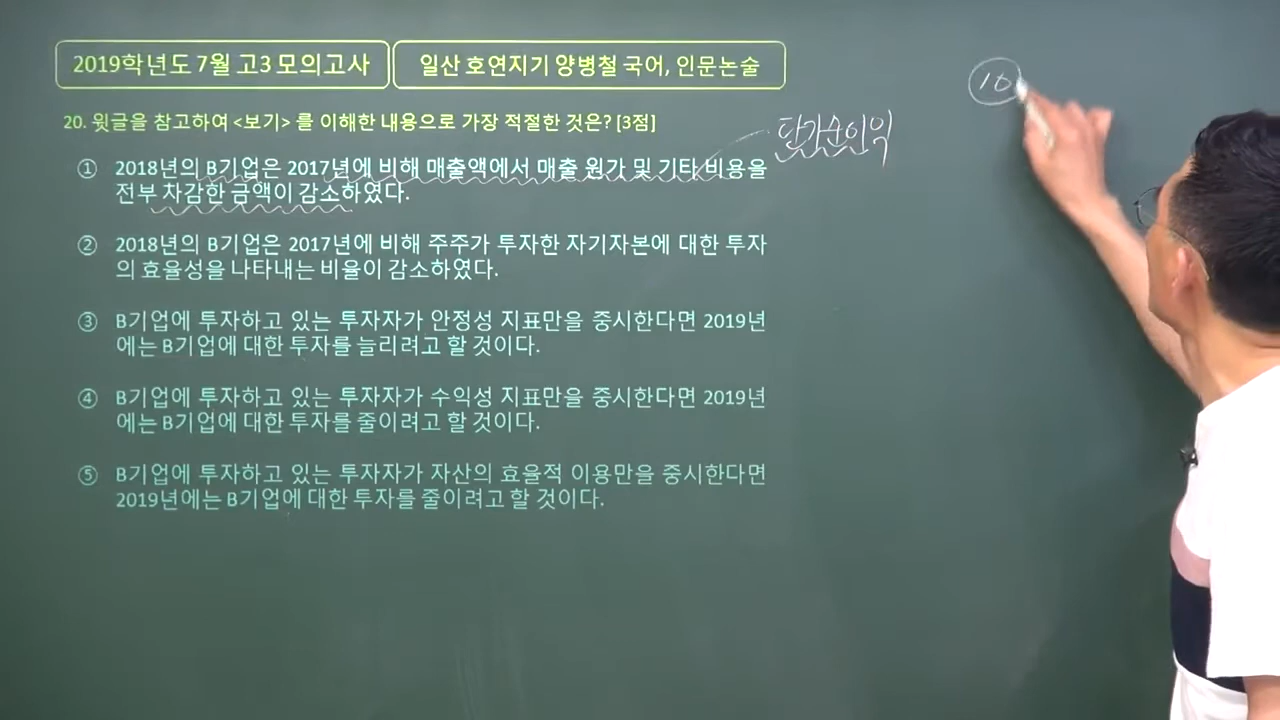 2019학년도 7월 고3 모의고사
일산 호연지기 양병철 국어, 인문논술
20. 윗글을 참고하여 <보기> 를 이해한 내용으로 가장 적절한 것은? [3점]
① 2018년의 B기업은 2017년에 비해 매출액에서 매출 원가 및 기타 비용을
전부 차감한 금액이 감소하였다.
② 2018년의 B기업은 2017년에 비해 주주가 투자한 자기자본에 대한 투자
의 효율성을 나타내는 비율이 감소하였다.
③ B기업에 투자하고 있는 투자자가 안정성 지표만을 중시한다면 2019년
에는 B기업에 대한 투자를 늘리려고 할 것이다.
④ B기업에 투자하고 있는 투자자가 수익성 지표만을 중시한다면 2019년
에는 B기업에 대한 투자를 줄이려고 할 것이다.
⑤ B기업에 투자하고 있는 투자자가 자산의 효율적 이용만을 중시한다면
2019년에는 B기업에 대한 투자를 줄이려고 할 것이다.
당기순이익
10